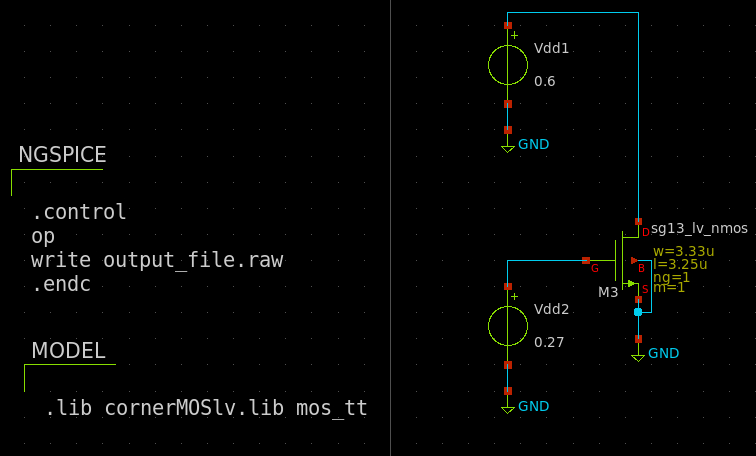 NGSPICE
.control
op
write output_file.raw
.endc
MODEL
.lib cornerMOSlv.lib mos_tt
+
Vdd1
0.6
GND
sg13_lv_nmos
D
w=3.33u
l=3.25u
ng=1
m=1
G
B
S
M3
+
Vdd2
0.27
GND
GND